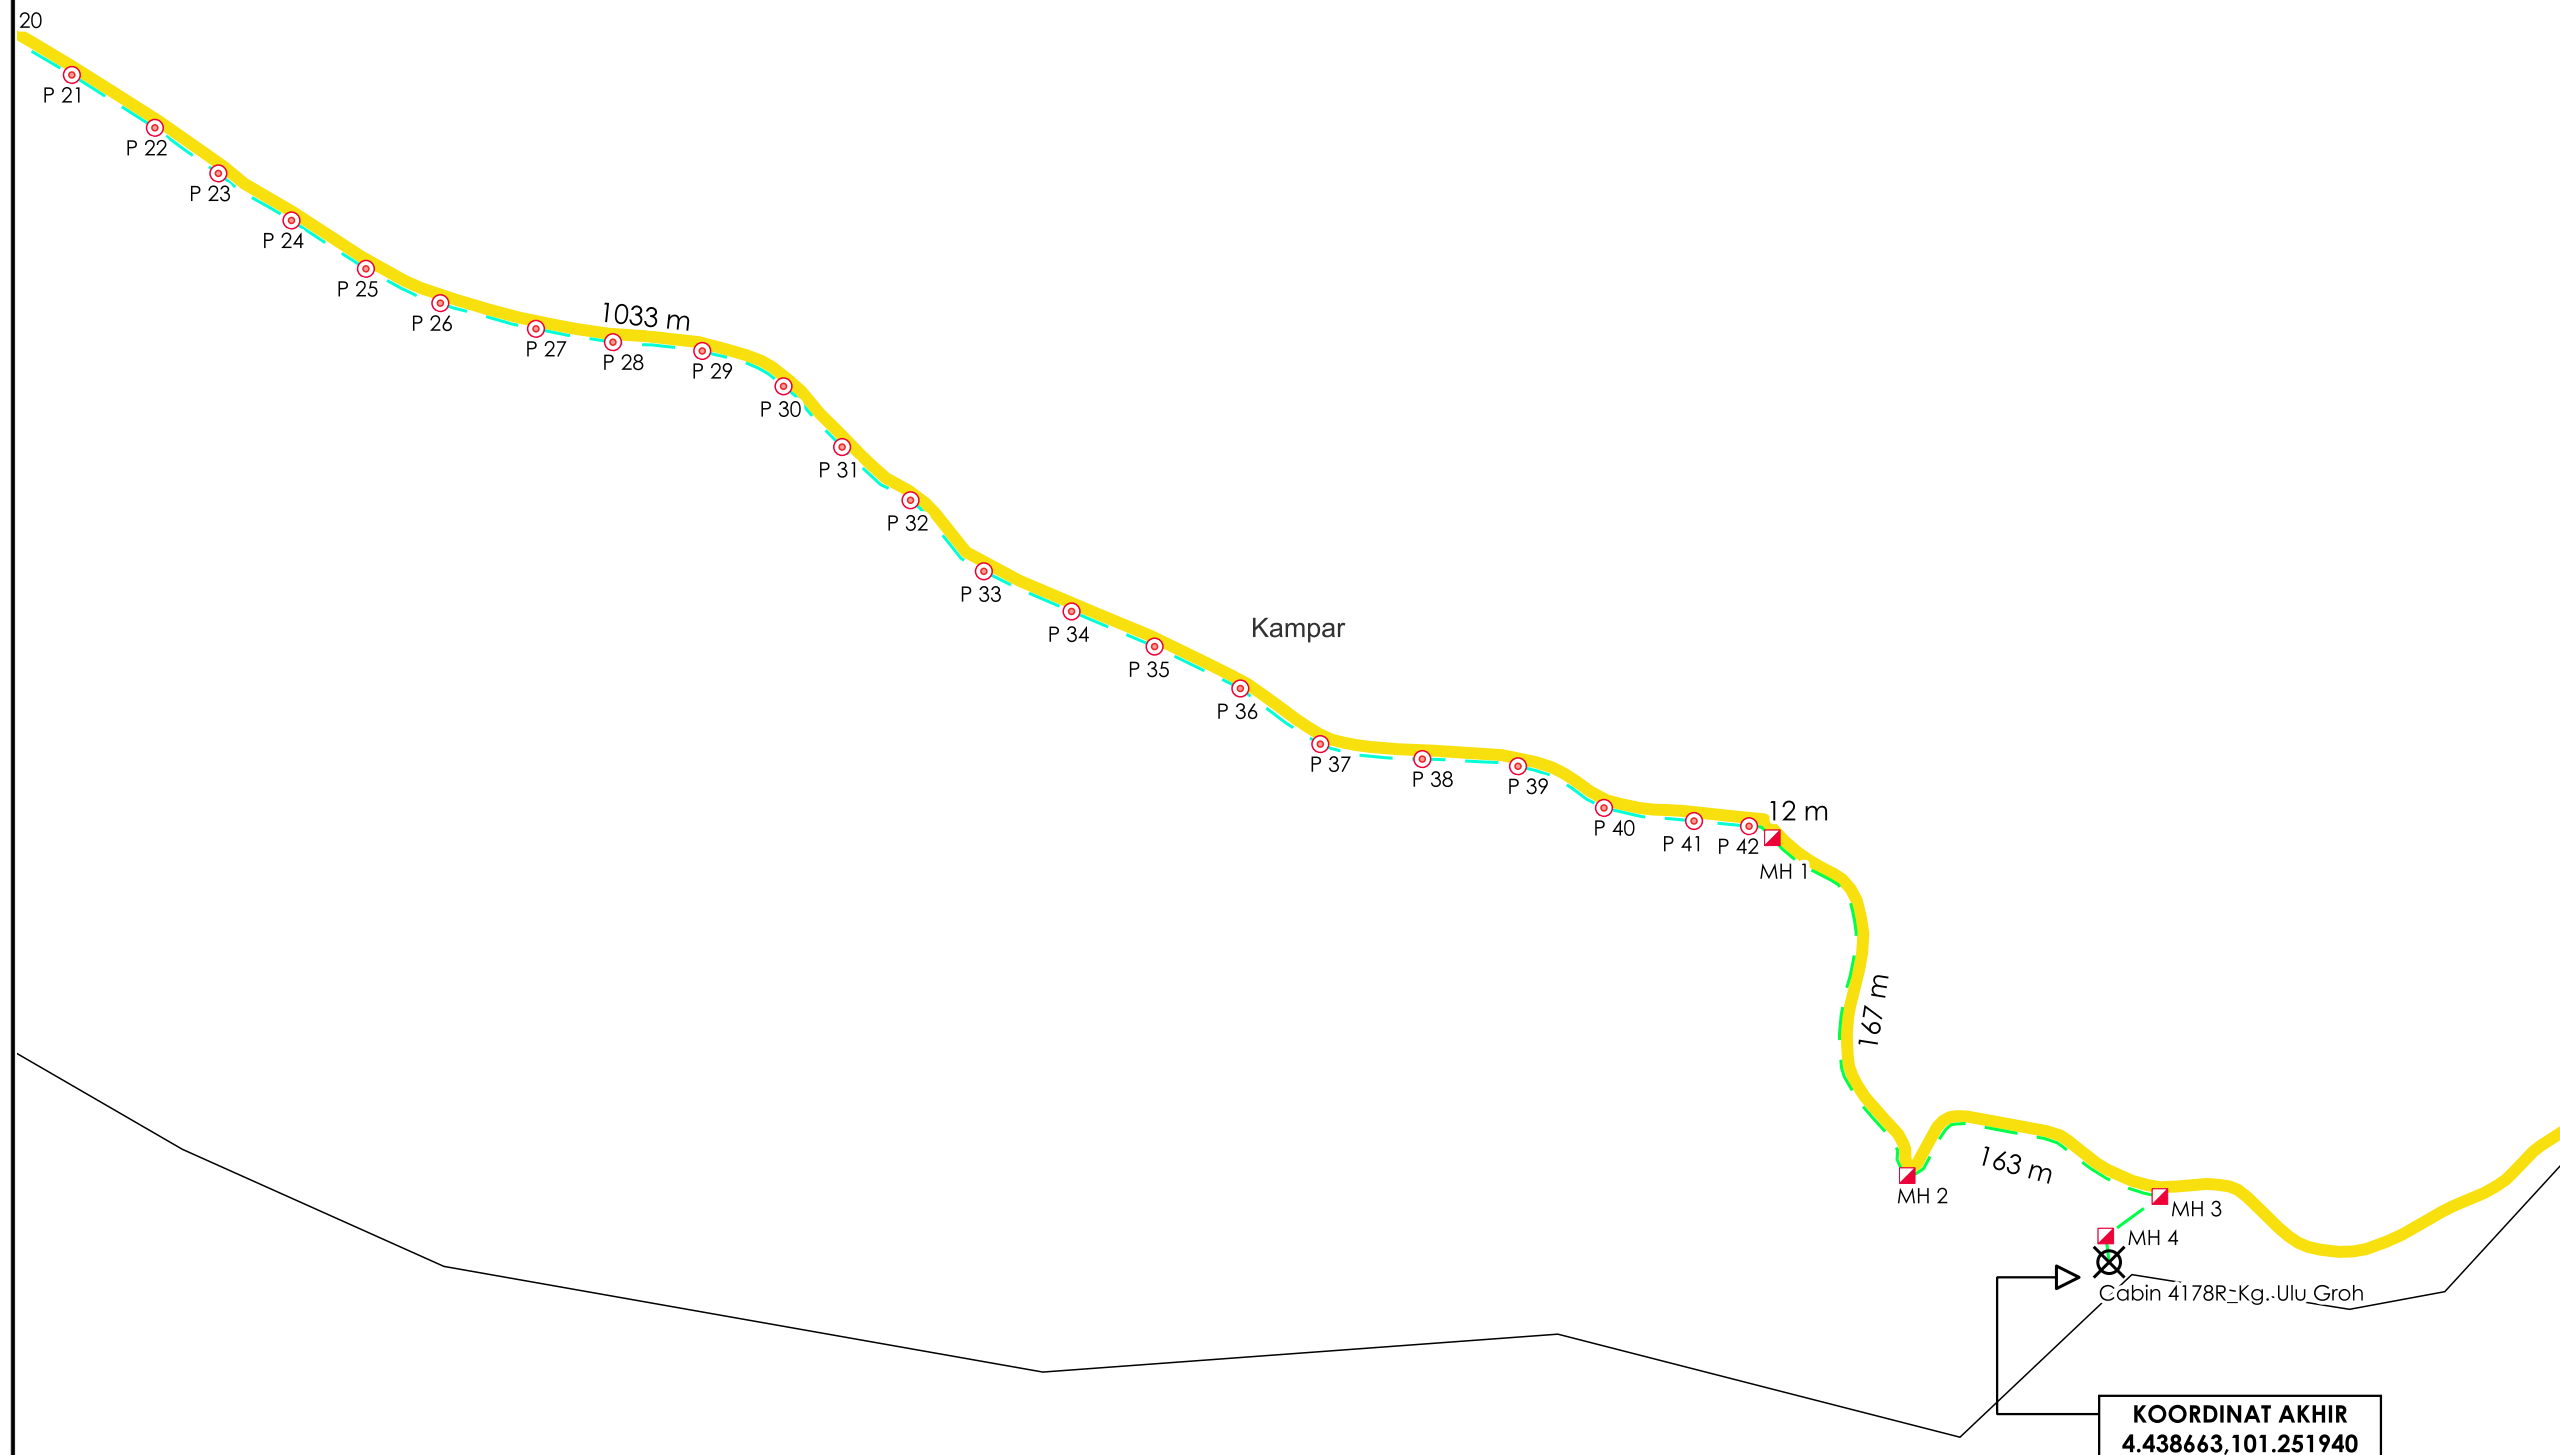 20
P 21
P 22
P 23
P 24
P 25
P 26
1033 m
P 27
P 28
P 29
P 30
P 31
P 32
P 33
P 34
Kampar
P 35
P 36
P 37
P 38
P 39
P 40
12 m
P 41
P 42
MH 1
167 m
163 m
MH 2
MH 3
MH 4
Cabin 4178R_Kg. Ulu Groh
KOORDINAT AKHIR
4.438663,101.251940